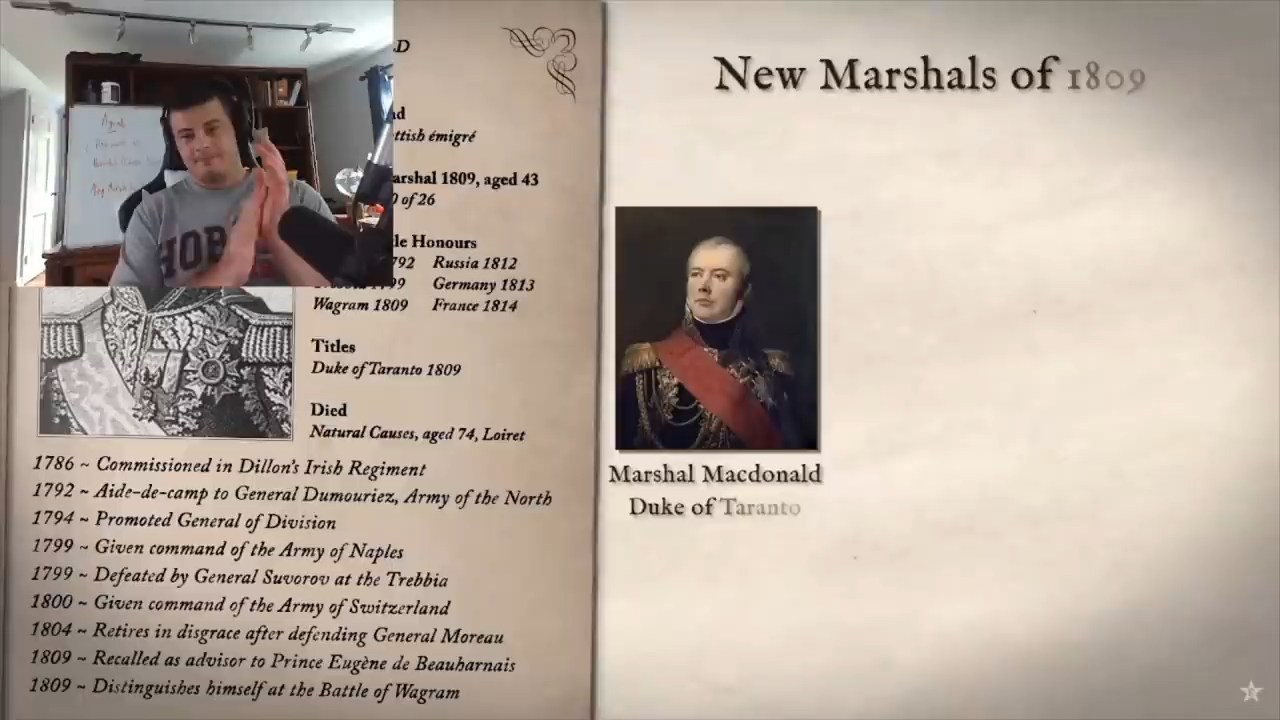 New Marshals of 1809
ttish émigré
arshal 1809, aged 43
of 26
le Honours
792 Russia 1812
Germany 1813
Wagram 1809 France 1814
Titles
Duke of Taranto 1809
Died
Natural Causes, aged 74, Loiret
1786 ~ Commissioned in Dillon's Irish Regiment
1792 ~ Aide-de-camp to General Dumouriez, Army of the North
1794 ~ Promoted General of Division
1799 ~ Given command of the Army of Naples
1799 ~ Defeated by General Suvorov at the Trebbia
1800 ~ Given command of the Army of Switzerland
1804 ~ Retires in disgrace after defending General Moreau
1809 ~ Recalled as advisor to Prince Eugène de Beauharnais
1809 ~ Distinguishes himself at the Battle of Wagram
Marshal Macdonald
Duke of Taranto
HOB